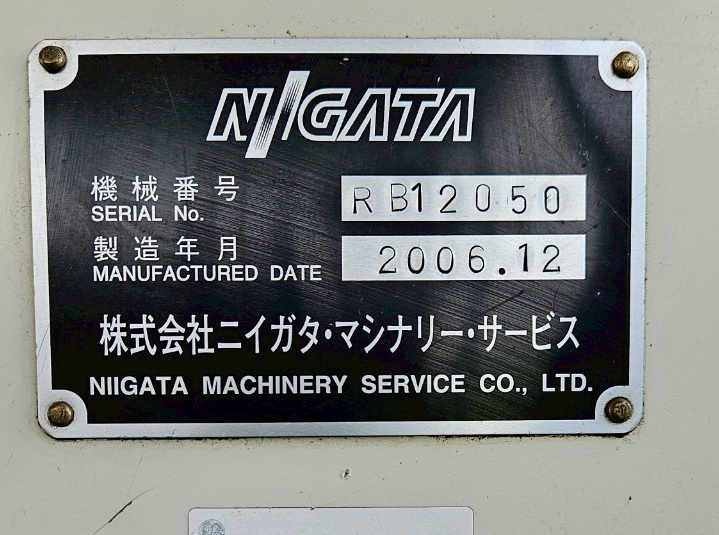 NIIGATA
機械番号 RB12050
SERIAL No.
製造年月 2006.12
MANUFACTURED DATE
株式会社ニイガタ・マシナリー・サービス
NIIGATA MACHINERY SERVICE CO., LTD.